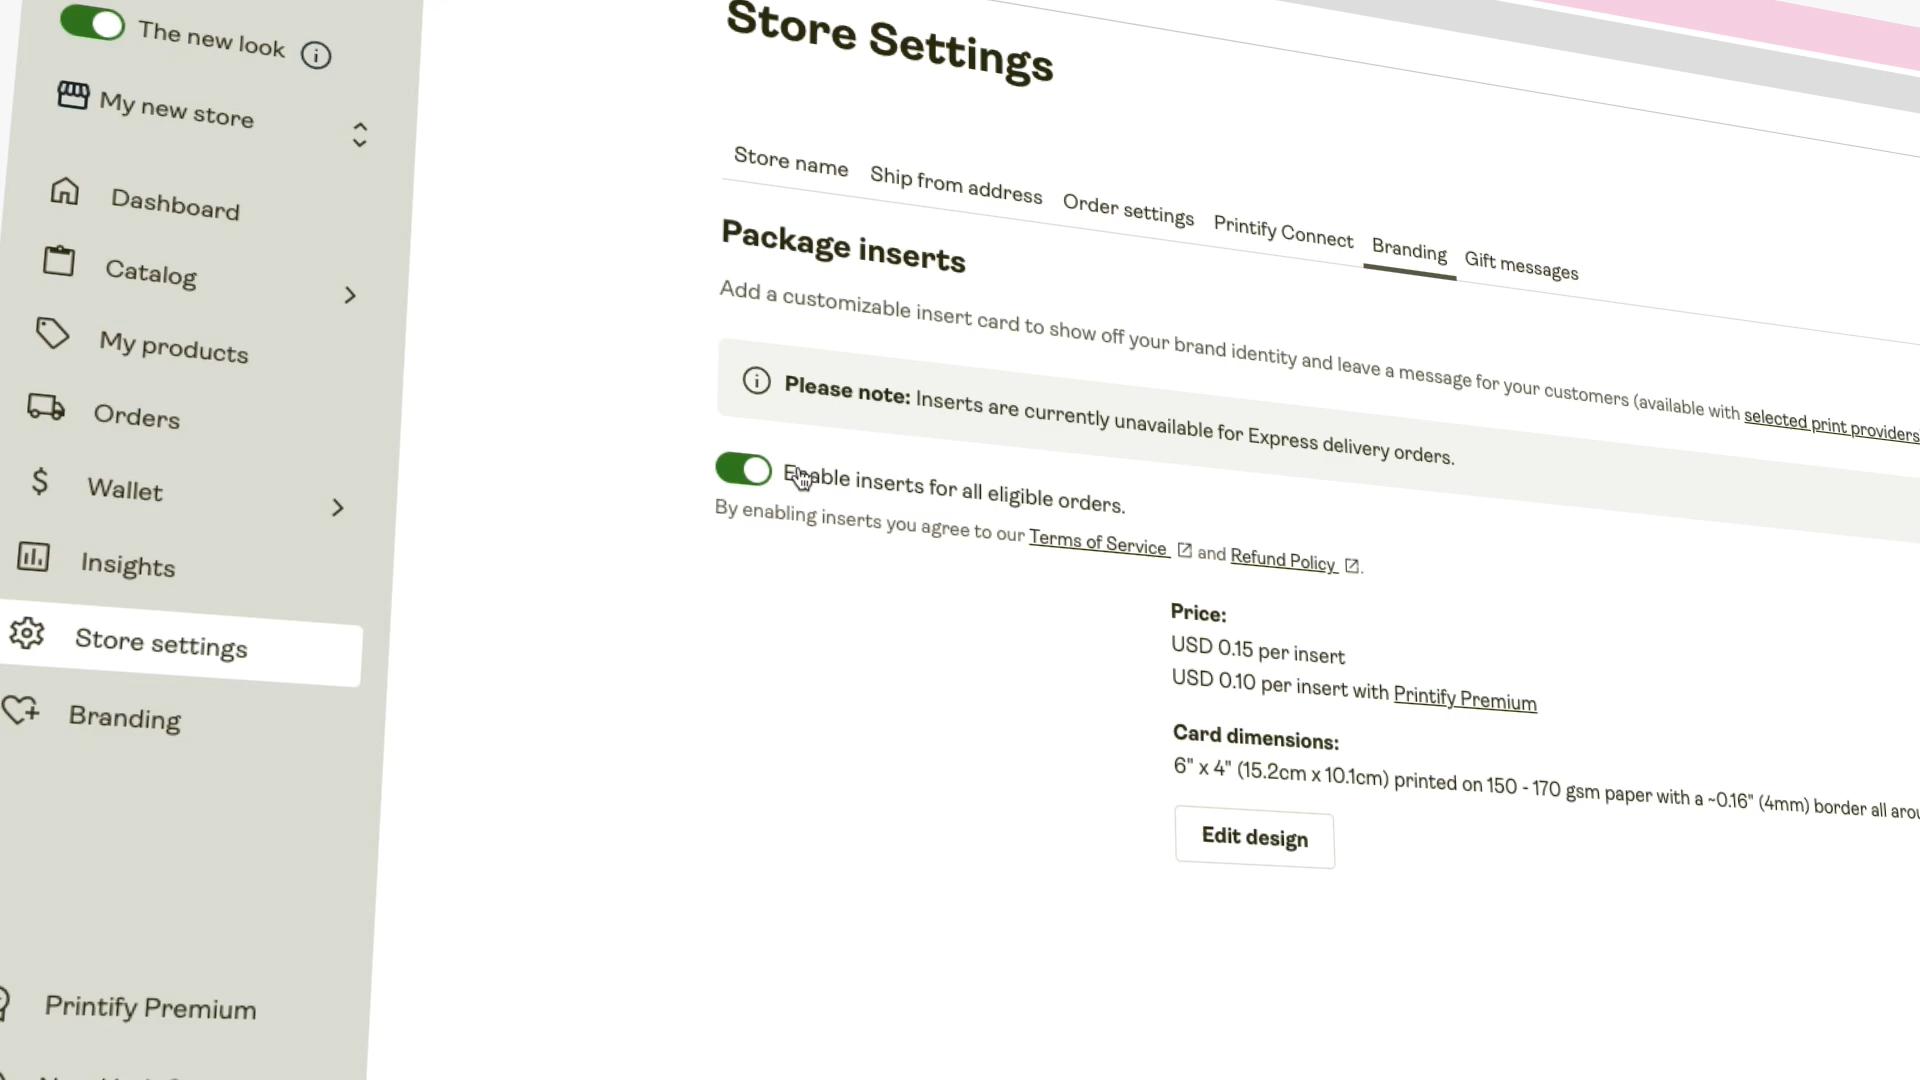 The new look
My new store
Dashboard
Catalog
My products
Orders
Wallet
Insights
Store settings
Branding
Printify Premium
Store Settings
Store name Ship from address Order settings Printify Connect Branding Gift messages
Package inserts
Add a customizable insert card to show off your brand identity and leave a message for your customers (available with selected print providers
Please note: Inserts are currently unavailable for Express delivery orders.
Enable inserts for all eligible orders.
By enabling inserts you agree to our Terms of Service and Refund Policy .
Price:
USD 0.15 per insert
USD 0.10 per insert with Printify Premium
Card dimensions:
6" x 4" (15.2cm x 10.1cm) printed on 150 - 170 gsm paper with a ~0.16" (4mm) border all
Edit design